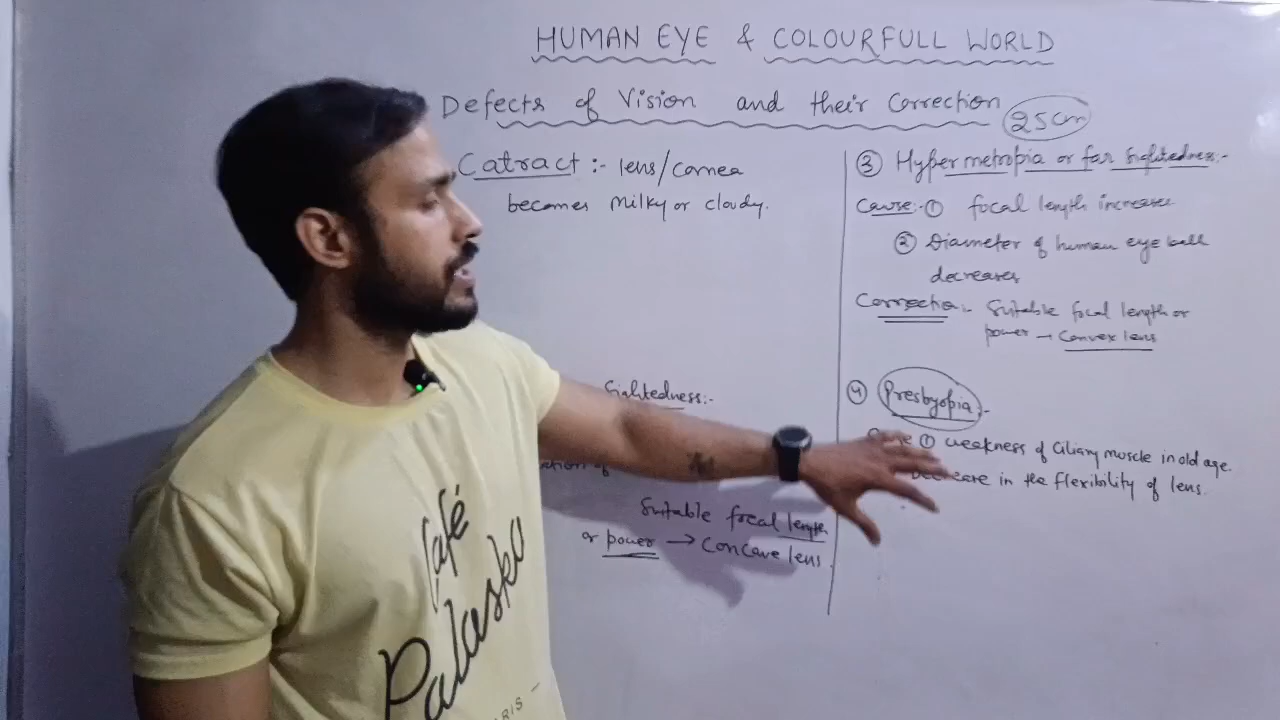 HUMAN EYE & COLOURFULL WORLD
Defects of Vision and their Correction
25cm
Catract :- lens/Cornea
becomes Milky or cloudy.
Sightedness:-
Suitable focal length
or power → Concave lens.
③ Hypermetropia or far Sightedness:-
Cause:- ① focal length increases
② Diameter of human eye ball
decreases
Correction:- Suitable focal length or
power → Convex lens
④ Presbyopia:-
① weakness of Ciliary muscle in old age.
in the flexibility of lens.
Café
Palasko